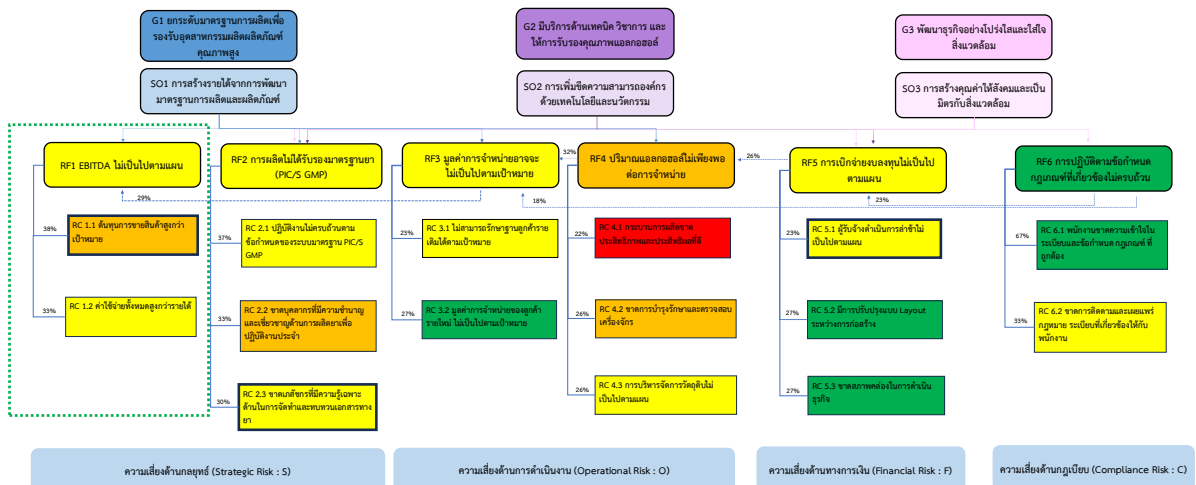 G1 ยกระดับมาตรฐานการผลิตเพื่อ
รองรับอุตสาหกรรมผลิตผลิตภัณฑ์
คุณภาพสูง
G2 มีบริการด้านเทคนิค วิชาการ และ
ให้การรับรองคุณภาพแอลกอฮอล์
G3 พัฒนาธุรกิจอย่างโปร่งใสและใส่ใจ
สิ่งแวดล้อม
SO1 การสร้างรายได้จากการพัฒนา
มาตรฐานการผลิตและผลิตภัณฑ์
SO2 การเพิ่มขีดความสามารถองค์กร
ด้วยเทคโนโลยีและนวัตกรรม
SO3 การสร้างคุณค่าให้สังคมและเป็น
มิตรกับสิ่งแวดล้อม
RF1 EBITDA ไม่เป็นไปตามแผน
RF2 การผลิตไม่ได้รับรองมาตรฐานยา
(PIC/S GMP)
RF3 มูลค่าการจำหน่ายอาจจะ
ไม่เป็นไปตามเป้าหมาย
32%
RF4 ปริมาณแอลกอฮอล์ไม่เพียงพอ
ต่อการจำหน่าย
26%
RF5 การเบิกจ่ายงบลงทุนไม่เป็นไป
ตามแผน
RF6 การปฏิบัติตามข้อกำหนด
กฎเกณฑ์ที่เกี่ยวข้องไม่ครบถ้วน
29%
18%
23%
38%
RC 1.1 ต้นทุนการขายสินค้าสูงกว่า
เป้าหมาย
33%
RC 1.2 ค่าใช้จ่ายทั้งหมดสูงกว่ารายได้
37%
RC 2.1 ปฏิบัติงานไม่ครบถ้วนตาม
ข้อกำหนดของระบบมาตรฐาน PIC/S
GMP
33%
RC 2.2 ขาดบุคลากรที่มีความชำนาญ
และเชี่ยวชาญด้านการผลิตยาเพื่อ
ปฏิบัติงานประจำ
30%
RC 2.3 ขาดเภสัชกรที่มีความรู้เฉพาะ
ด้านในการจัดทำและทบทวนเอกสารทาง
ยา
23%
RC 3.1 ไม่สามารถรักษาฐานลูกค้าราย
เดิมได้ตามเป้าหมาย
27%
RC 3.2 มูลค่าการจำหน่ายของลูกค้า
รายใหม่ ไม่เป็นไปตามเป้าหมาย
22%
RC 4.1 กระบวนการผลิตขาด
ประสิทธิภาพและประสิทธิผลที่ดี
26%
RC 4.2 ขาดการบำรุงรักษาและตรวจสอบ
เครื่องจักร
26%
RC 4.3 การบริหารจัดการวัตถุดิบไม่
เป็นไปตามแผน
23%
RC 5.1 ผู้รับจ้างดำเนินการล่าช้าไม่
เป็นไปตามแผน
27%
RC 5.2 มีการปรับปรุงแบบ Layout
ระหว่างการก่อสร้าง
27%
RC 5.3 ขาดสภาพคล่องในการดำเนิน
ธุรกิจ
67%
RC 6.1 พนักงานขาดความเข้าใจใน
ระเบียบและข้อกำหนด กฎเกณฑ์ ที่
ถูกต้อง
33%
RC 6.2 ขาดการติดตามและเผยแพร่
กฎหมาย ระเบียบที่เกี่ยวข้องให้กับ
พนักงาน
ความเสี่ยงด้านกลยุทธ์ (Strategic Risk : S)
ความเสี่ยงด้านการดำเนินงาน (Operational Risk : O)
ความเสี่ยงด้านทางการเงิน (Financial Risk : F)
ความเสี่ยงด้านกฎเบียบ (Compliance Risk : C)